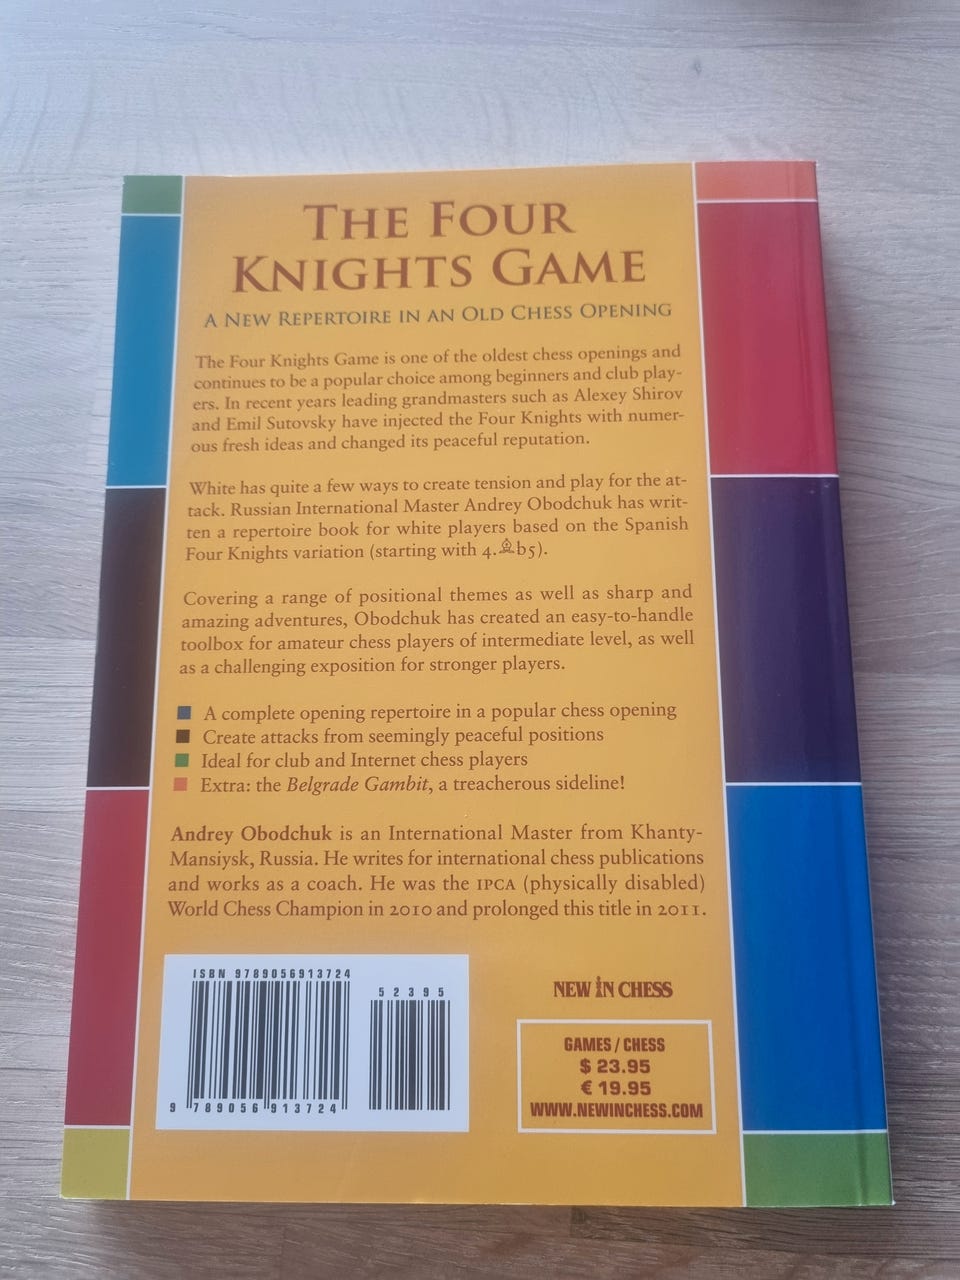 THE FOUR
KNIGHTS GAME
A NEW REPERTOIRE IN AN OLD CHESS OPENING
The Four Knights Game is one of the oldest chess openings and
continues to be a popular choice among beginners and club play-
ers. In recent years leading grandmasters such as Alexey Shirov
and Emil Sutovsky have injected the Four Knights with numer-
ous fresh ideas and changed its peaceful reputation.
White has quite a few ways to create tension and play for the at-
tack. Russian International Master Andrey Obodchuk has writ-
ten a repertoire book for white players based on the Spanish
Four Knights variation (starting with 4.♗b5).
Covering a range of positional themes as well as sharp and
amazing adventures, Obodchuk has created an easy-to-handle
toolbox for amateur chess players of intermediate level, as well
as a challenging exposition for stronger players.
■ A complete opening repertoire in a popular chess opening
■ Create attacks from seemingly peaceful positions
■ Ideal for club and Internet chess players
■ Extra: the Belgrade Gambit, a treacherous sideline!
Andrey Obodchuk is an International Master from Khanty-
Mansiysk, Russia. He writes for international chess publications
and works as a coach. He was the IPCA (physically disabled)
World Chess Champion in 2010 and prolonged this title in 2011.
ISBN 9789056913724
52395
9 789056 913724
NEW IN CHESS
GAMES / CHESS
$ 23.95
€ 19.95
WWW.NEWINCHESS.COM